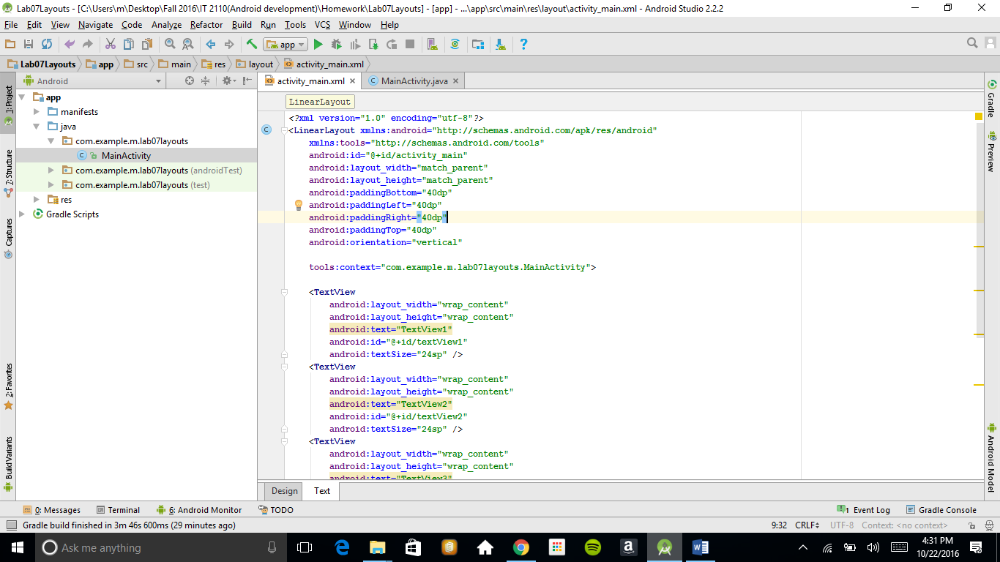 Lab07Layouts - [C:\Users\m\Desktop\Fall 2016\IT 2110(Android development)\Homework\Lab07Layouts] - [app] - ...\app\src\main\res\layout\activity_main.xml - Android Studio 2.2.2
File Edit View Navigate Code Analyze Refactor Build Run Tools VCS Window Help
app
Lab07Layouts app src main res layout activity_main.xml
Android
activity_main.xml MainActivity.java
1: Project
7: Structure
Captures
2: Favorites
Build Variants
app
manifests
java
com.example.m.lab07layouts
MainActivity
com.example.m.lab07layouts (androidTest)
com.example.m.lab07layouts (test)
res
Gradle Scripts
LinearLayout
<?xml version="1.0" encoding="utf-8"?>
<LinearLayout xmlns:android="http://schemas.android.com/apk/res/android"
xmlns:tools="http://schemas.android.com/tools"
android:id="@+id/activity_main"
android:layout_width="match_parent"
android:layout_height="match_parent"
android:paddingBottom="40dp"
android:paddingLeft="40dp"
android:paddingRight="40dp"
android:paddingTop="40dp"
android:orientation="vertical"
tools:context="com.example.m.lab07layouts.MainActivity">
<TextView
android:layout_width="wrap_content"
android:layout_height="wrap_content"
android:text="TextView1"
android:id="@+id/textView1"
android:textSize="24sp" />
<TextView
android:layout_width="wrap_content"
android:layout_height="wrap_content"
android:text="TextView2"
android:id="@+id/textView2"
android:textSize="24sp" />
<TextView
android:layout_width="wrap_content"
android:layout_height="wrap_content"
android:text="TextView3"
Gradle
Preview
Android Model
Design Text
0: Messages Terminal 6: Android Monitor TODO 1 Event Log Gradle Console
Gradle build finished in 3m 46s 600ms (29 minutes ago) 9:32 CRLF UTF-8 Context: <no context>
Ask me anything
4:31 PM
10/22/2016